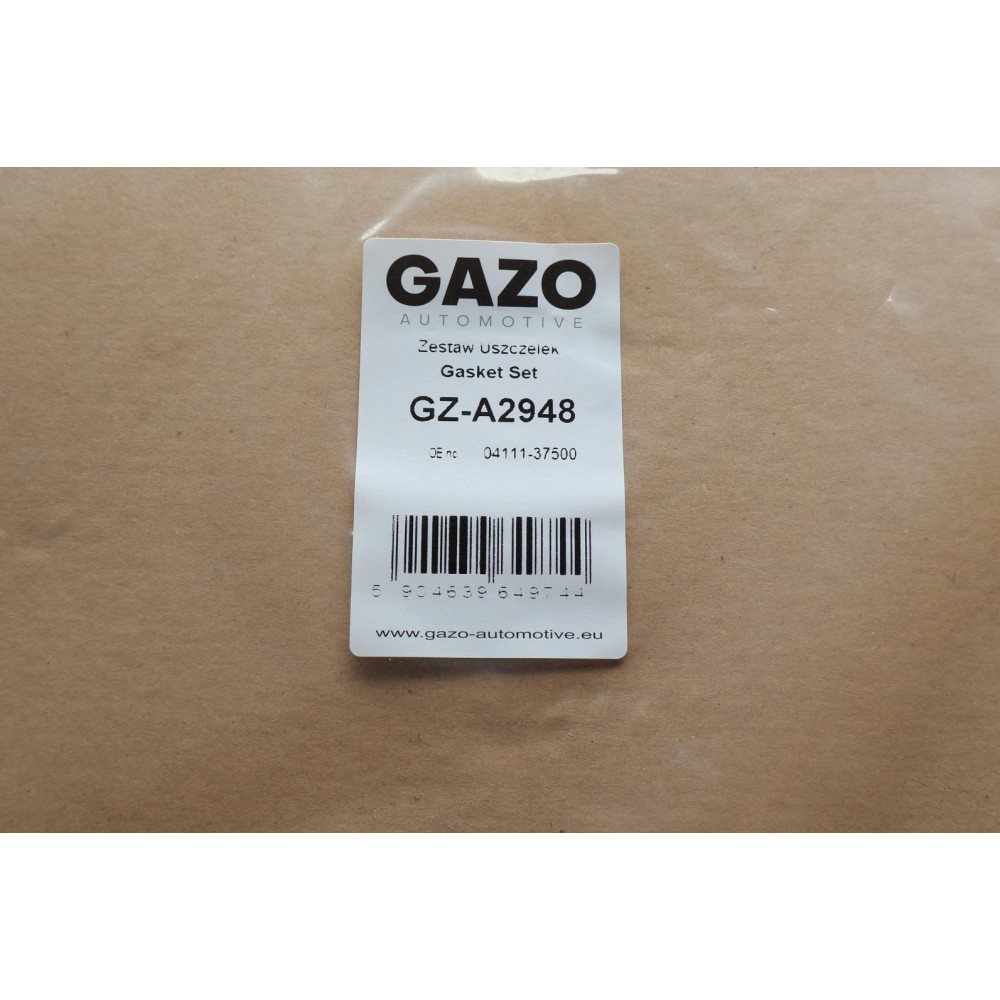 GAZO
AUTOMOTIVE
Zestaw Uszczelek
Gasket Set
GZ-A2948
OE no 04111-37500
5 904639 649744
www.gazo-automotive.eu